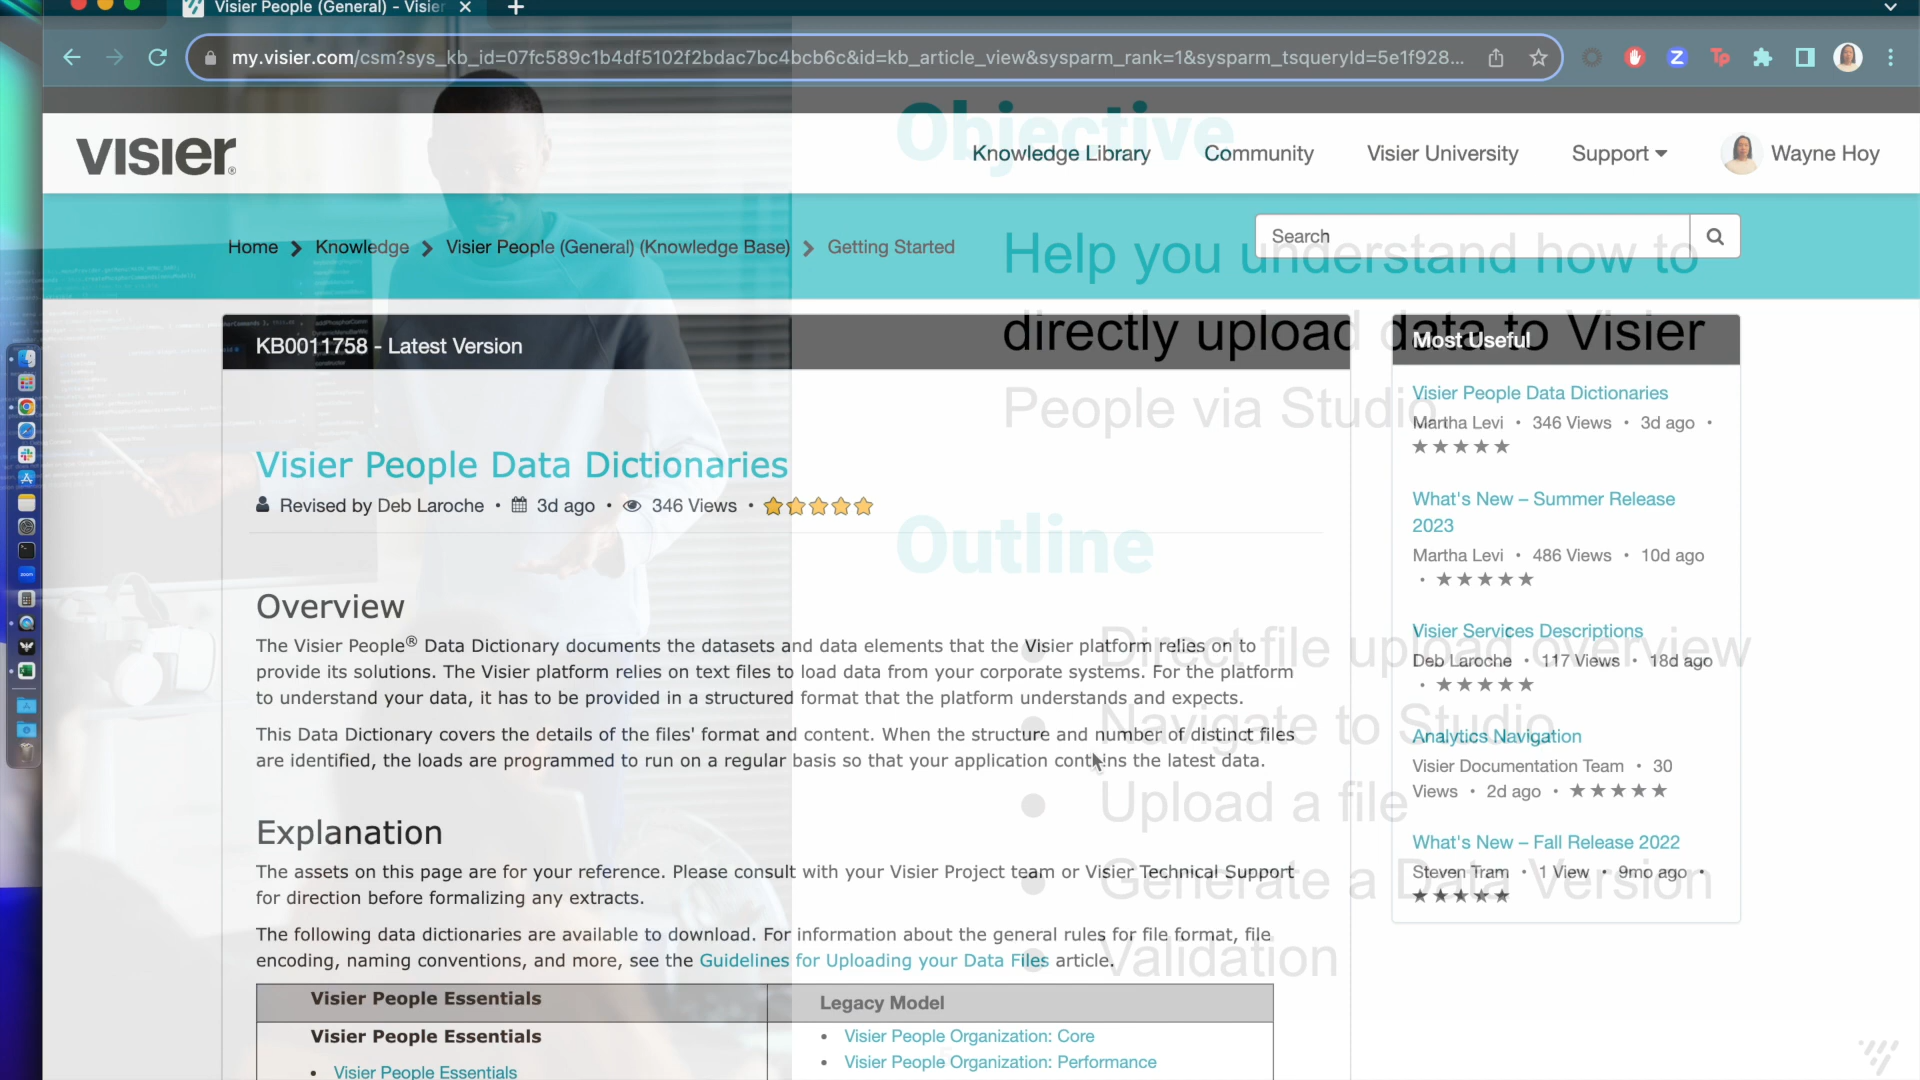 Visier People (General) - Visier
my.visier.com/csm?sys_kb_id=07fc589c1b4df5102f2bdac7bc4bcb6c&id=kb_article_view&sysparm_rank=1&sysparm_tsqueryId=5e1f928...
Objective
VISIER
Knowledge Library Community Visier University Support Wayne Hoy
Home Knowledge Visier People (General) (Knowledge Base) Getting Started
Search
Help you understand how to
directly upload data to Visier
People via Studio
KB0011758 - Latest Version
Visier People Data Dictionaries
Revised by Deb Laroche • 3d ago • 346 Views •
Outline
Direct file upload overview
Navigate to Studio
Upload a file
Generate a Data Version
Validation
Overview
The Visier People® Data Dictionary documents the datasets and data elements that the Visier platform relies on to
provide its solutions. The Visier platform relies on text files to load data from your corporate systems. For the platform
to understand your data, it has to be provided in a structured format that the platform understands and expects.
This Data Dictionary covers the details of the files' format and content. When the structure and number of distinct files
are identified, the loads are programmed to run on a regular basis so that your application contains the latest data.
Explanation
The assets on this page are for your reference. Please consult with your Visier Project team or Visier Technical Support
for direction before formalizing any extracts.
The following data dictionaries are available to download. For information about the general rules for file format, file
encoding, naming conventions, and more, see the Guidelines for Uploading your Data Files article.
Visier People Essentials
Legacy Model
Visier People Essentials
• Visier People Essentials
• Visier People Organization: Core
• Visier People Organization: Performance
Most Useful
Visier People Data Dictionaries
Martha Levi • 346 Views • 3d ago •
What's New – Summer Release
2023
Martha Levi • 486 Views • 10d ago
Visier Services Descriptions
Deb Laroche • 117 Views • 18d ago
Analytics Navigation
Visier Documentation Team • 30
Views • 2d ago •
What's New – Fall Release 2022
Steven Tram • 1 View • 9mo ago •